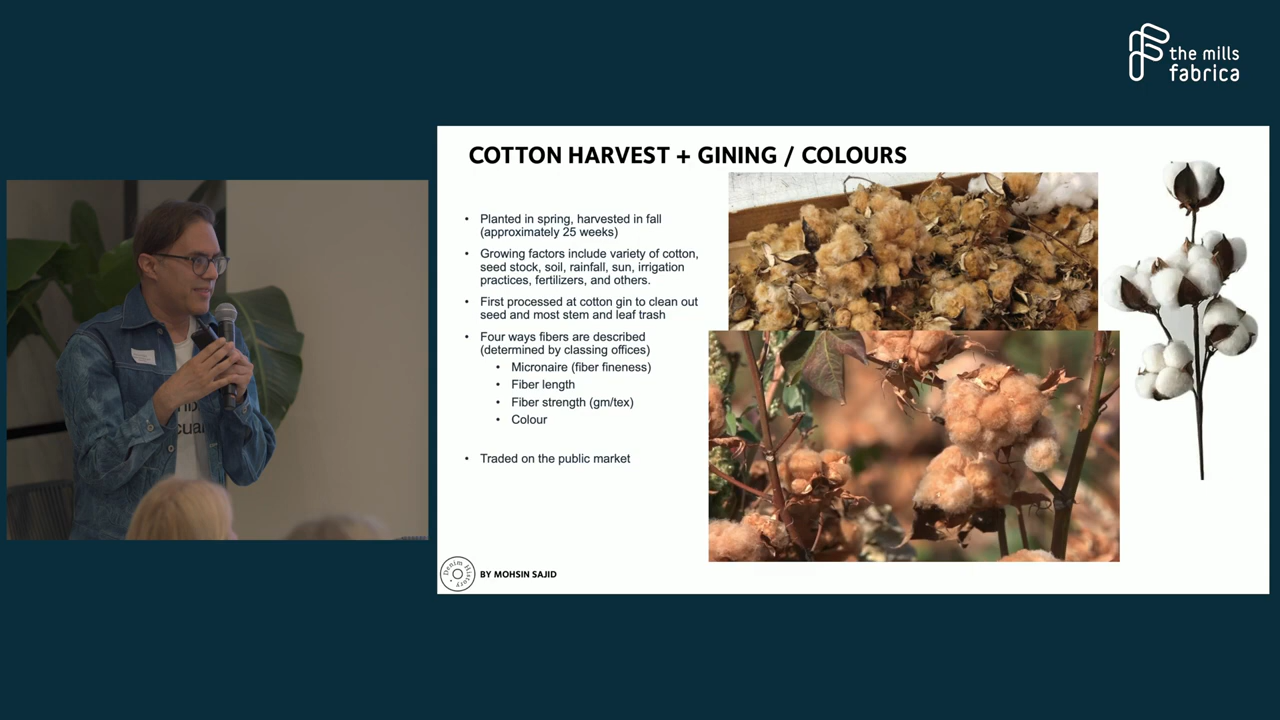 the mills
fabrica
COTTON HARVEST + GINING / COLOURS
• Planted in spring, harvested in fall
(approximately 25 weeks)
• Growing factors include variety of cotton,
seed stock, soil, rainfall, sun, irrigation
practices, fertilizers, and others.
• First processed at cotton gin to clean out
seed and most stem and leaf trash
• Four ways fibers are described
(determined by classing offices)
• Micronaire (fiber fineness)
• Fiber length
• Fiber strength (gm/tex)
• Colour
• Traded on the public market
Denim History
BY MOHSIN SAJID